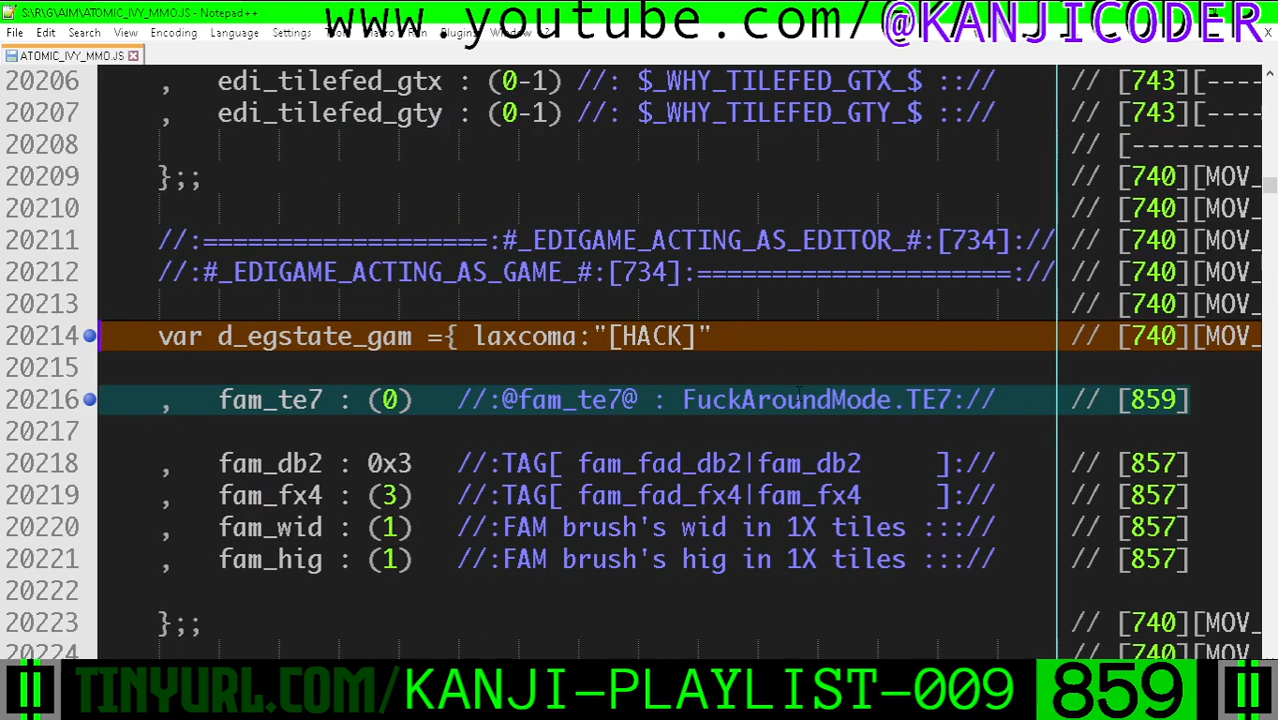 S:\R\G\A\M\ATOMIC_IVY_MMO.JS - Notepad++
www.youtube.com/@KANJICODER
File Edit Search View Encoding Language Settings Run Plugins X
ATOMIC_IVY_MMO.JS
20206 , edi_tilefed_gtx : (0-1) //: $_WHY_TILEFED_GTX_$ ::// // [743][----
20207 , edi_tilefed_gty : (0-1) //: $_WHY_TILEFED_GTY_$ ::// // [743][----
20208 // [---------
20209 };; // [740][MOV_
20210 // [740][MOV_
20211 //:===================:#_EDIGAME_ACTING_AS_EDITOR_#:[734]:// // [740][MOV_
20212 //:#_EDIGAME_ACTING_AS_GAME_#:[734]:=====================:// // [740][MOV_
20213 // [740][MOV_
20214 var d_egstate_gam ={ laxcoma:"[HACK]" // [740][MOV_
20215
20216 , fam_te7 : (0) //:@fam_te7@ : FuckAroundMode.TE7:// // [859]
20217
20218 , fam_db2 : 0x3 //:TAG[ fam_fad_db2|fam_db2 ]:// // [857]
20219 , fam_fx4 : (3) //:TAG[ fam_fad_fx4|fam_fx4 ]:// // [857]
20220 , fam_wid : (1) //:FAM brush's wid in 1X tiles ::// // [857]
20221 , fam_hig : (1) //:FAM brush's hig in 1X tiles ::// // [857]
20222
20223 };; // [740][MOV_
20224 // [740][MOV_
TINYURL.COM/KANJI-PLAYLIST-009 859